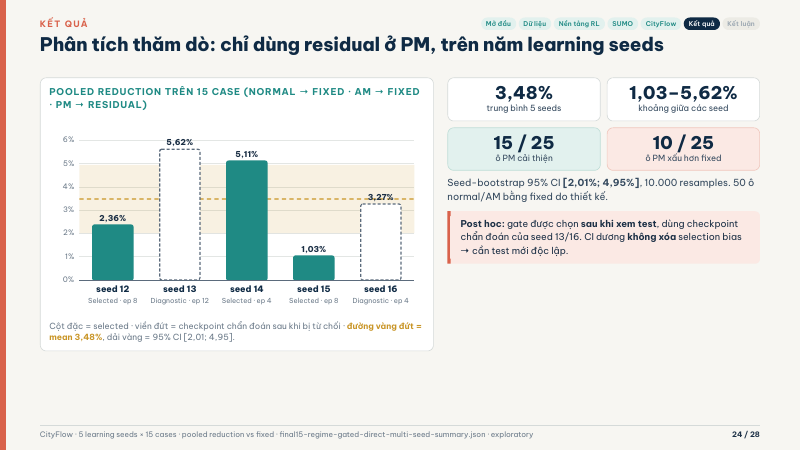 KẾT QUẢ
Mở đầu Dữ liệu Nền tảng RL SUMO CityFlow Kết quả Kết luận
Phân tích thăm dò: chỉ dùng residual ở PM, trên năm learning seeds
POOLED REDUCTION TRÊN 15 CASE (NORMAL → FIXED · AM → FIXED
· PM → RESIDUAL)
6%
5%
4%
3%
2%
1%
0%
2,36%
5,62%
5,11%
1,03%
3,27%
seed 12 seed 13 seed 14 seed 15 seed 16
Selected · ep 8 Diagnostic · ep 12 Selected · ep 4 Selected · ep 8 Diagnostic · ep 4
Cột đặc = selected · viền đứt = checkpoint chẩn đoán sau khi bị từ chối · đường vàng đứt =
mean 3,48%, dải vàng = 95% CI [2,01; 4,95].
3,48%
trung bình 5 seeds
1,03–5,62%
khoảng giữa các seed
15 / 25
ô PM cải thiện
10 / 25
ô PM xấu hơn fixed
Seed-bootstrap 95% CI [2,01%; 4,95%], 10.000 resamples. 50 ô
normal/AM bằng fixed do thiết kế.
Post hoc: gate được chọn sau khi xem test, dùng checkpoint
chẩn đoán của seed 13/16. CI dương không xóa selection bias
→ cần test mới độc lập.
CityFlow · 5 learning seeds × 15 cases · pooled reduction vs fixed · final15-regime-gated-direct-multi-seed-summary.json · exploratory
24 / 28